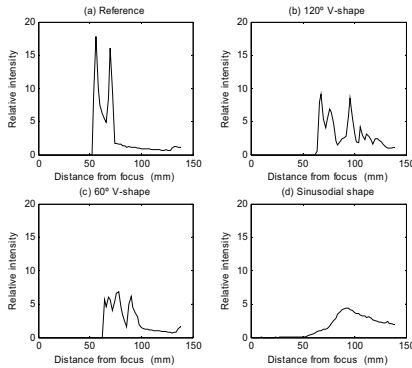 (a) Reference
20
15
10
5
0
Relative intensity
0 50 100 150
Distance from focus (mm)
(b) 120º V-shape
20
15
10
5
0
Relative intensity
0 50 100 150
Distance from focus (mm)
(c) 60º V-shape
20
15
10
5
0
Relative intensity
0 50 100 150
Distance from focus (mm)
(d) Sinusodial shape
20
15
10
5
0
Relative intensity
0 50 100 150
Distance from focus (mm)